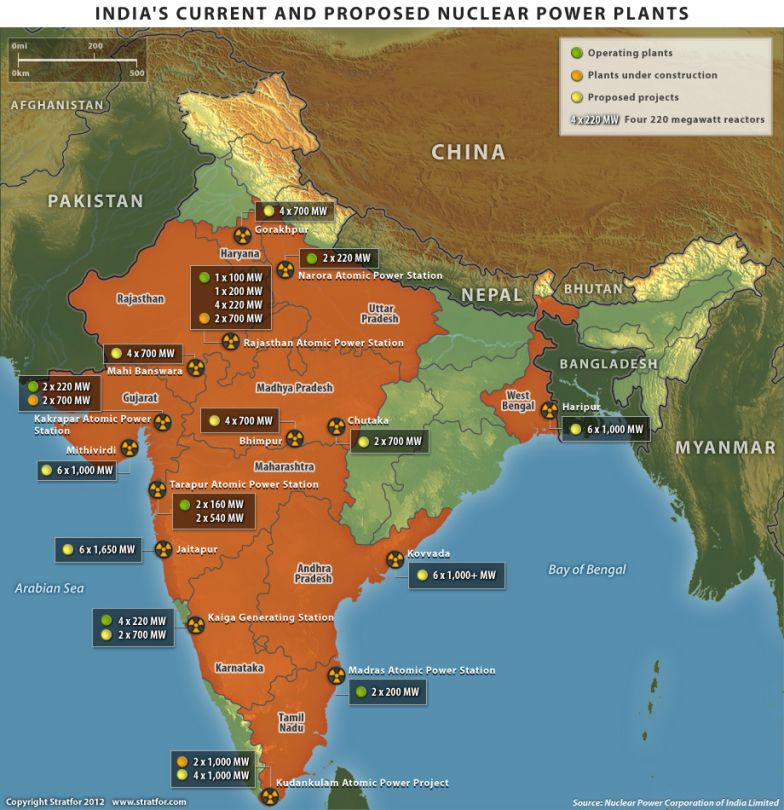 INDIA'S CURRENT AND PROPOSED NUCLEAR POWER PLANTS
0mi 200
0km 500
Operating plants
Plants under construction
Proposed projects
4 x 220 MW Four 220 megawatt reactors
AFGHANISTAN
CHINA
PAKISTAN
4 x 700 MW
Gorakhpur
Haryana
2 x 220 MW
Narora Atomic Power Station
1 x 100 MW
1 x 200 MW
4 x 220 MW
2 x 700 MW
Rajasthan
Uttar
Pradesh
NEPAL
BHUTAN
Rajasthan Atomic Power Station
4 x 700 MW
Mahi Banswara
BANGLADESH
2 x 220 MW
2 x 700 MW
Gujarat
Madhya Pradesh
West
Bengal
Haripur
6 x 1,000 MW
Kakrapar Atomic Power
Station
4 x 700 MW
Bhimpur
Chutaka
2 x 700 MW
MYANMAR
Mithivirdi
6 x 1,000 MW
Maharashtra
Tarapur Atomic Power Station
2 x 160 MW
2 x 540 MW
6 x 1,650 MW
Jaitapur
Kovvada
6 x 1,000+ MW
Andhra
Pradesh
Bay of Bengal
Arabian Sea
4 x 220 MW
2 x 700 MW
Kaiga Generating Station
Karnataka
Madras Atomic Power Station
2 x 200 MW
Tamil
Nadu
2 x 1,000 MW
4 x 1,000 MW
Kudankulam Atomic Power Project
Copyright Stratfor 2012 www.stratfor.com
Source: Nuclear Power Corporation of India Limited